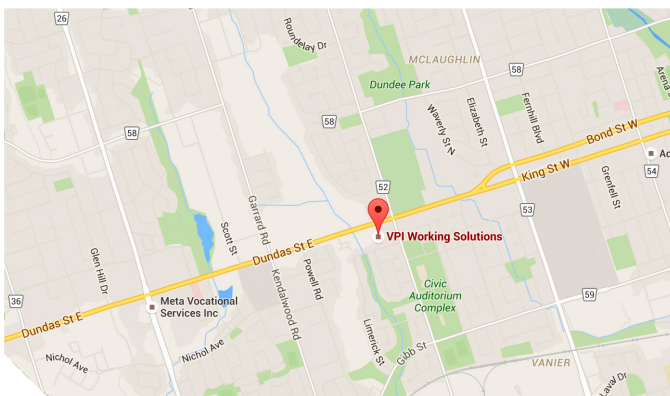 26
Roundelay Dr
MCLAUGHLIN
58
Dundee Park
58
58
Waverly St N
Elizabeth St
Fernhill Blvd
Bond St W
King St W
Ad
54
52
53
Grenfell St
Garrard Rd
Scott St
Dundas St E
VPI Working Solutions
Glen Hill Dr
Powell Rd
Kendalwood Rd
Civic
Auditorium
Complex
59
36
Meta Vocational
Services Inc
Dundas St E
Limerick St
Gibb St
Nichol Ave
Nichol Ave
VANIER
Laval Dr